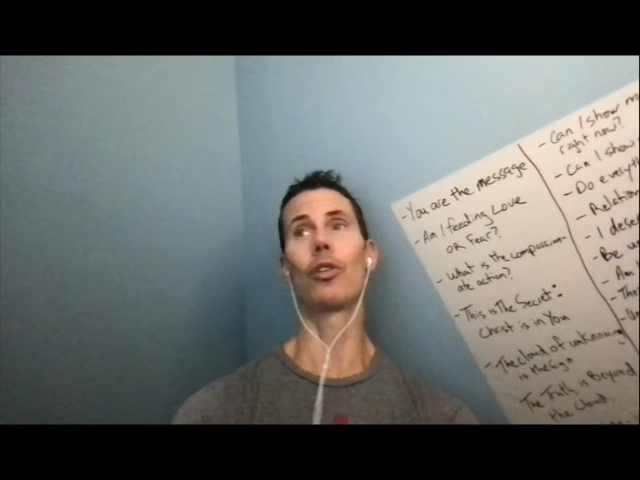 -You are the message
-Am I feeding Love
or Fear?
-What is the compassion-
ate action?
-This is The Secret:
Christ is in You
-The cloud of unknowing
is the Ego
The Truth is Beyond
the Cloud.
-Can I show
right now?
-Can I show
-Do every
-Relation
-I dese
-Be
-Am